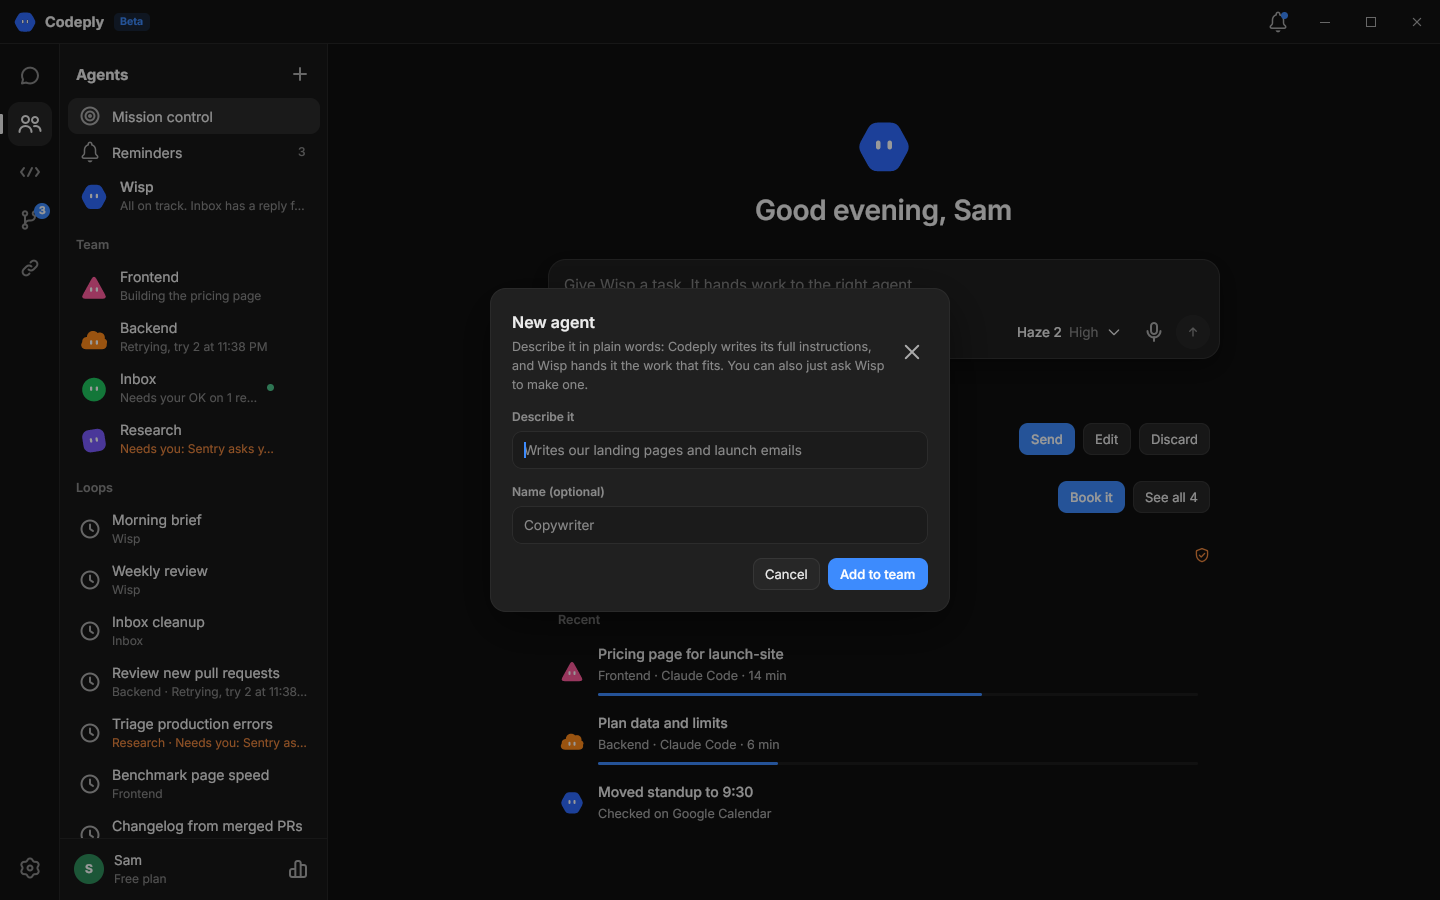 Codeply Beta
Agents
Mission control
Reminders 3
Wisp
All on track. Inbox has a reply f...
3
Team
Frontend
Building the pricing page
Backend
Retrying, try 2 at 11:38 PM
Inbox
Needs your OK on 1 re...
Research
Needs you: Sentry asks y...
Loops
Morning brief
Wisp
Weekly review
Wisp
Inbox cleanup
Inbox
Review new pull requests
Backend · Retrying, try 2 at 11:38...
Triage production errors
Research · Needs you: Sentry as...
Benchmark page speed
Frontend
Changelog from merged PRs
S
Sam
Free plan
Good evening, Sam
Give Wisp a task. It hands work to the right agent
Haze 2 High
New agent
Describe it in plain words: Codeply writes its full instructions,
and Wisp hands it the work that fits. You can also just ask Wisp
to make one.
Describe it
Writes our landing pages and launch emails
Name (optional)
Copywriter
Cancel Add to team
Send Edit Discard
Book it See all 4
Recent
Pricing page for launch-site
Frontend · Claude Code · 14 min
Plan data and limits
Backend · Claude Code · 6 min
Moved standup to 9:30
Checked on Google Calendar